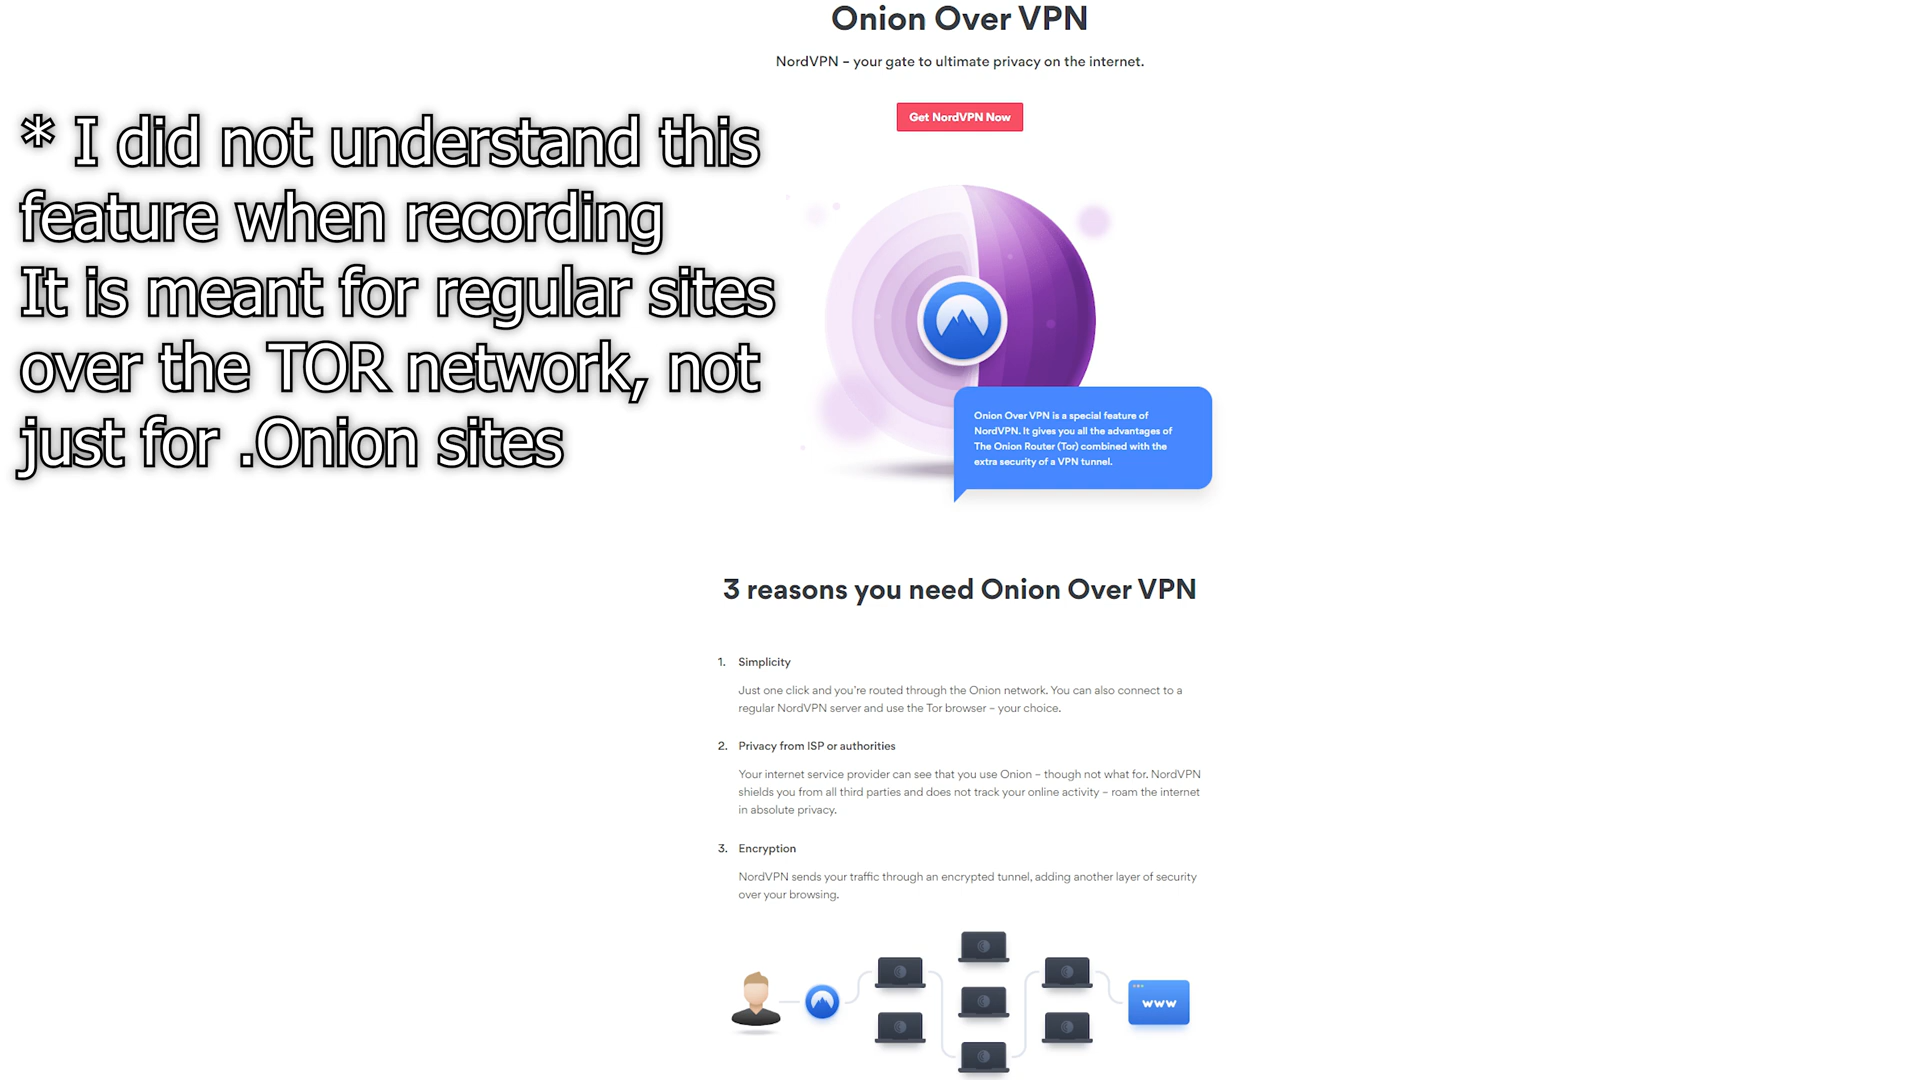 Onion Over VPN
NordVPN – your gate to ultimate privacy on the internet.
Get NordVPN Now
* I did not understand this
feature when recording
It is meant for regular sites
over the TOR network, not
just for .Onion sites
Onion Over VPN is a special feature of
NordVPN. It gives you all the advantages of
The Onion Router (Tor) combined with the
extra security of a VPN tunnel.
3 reasons you need Onion Over VPN
1. Simplicity
Just one click and you're routed through the Onion network. You can also connect to a
regular NordVPN server and use the Tor browser – your choice.
2. Privacy from ISP or authorities
Your internet service provider can see that you use Onion – though not what for. NordVPN
shields you from all third parties and does not track your online activity – roam the internet
in absolute privacy.
3. Encryption
NordVPN sends your traffic through an encrypted tunnel, adding another layer of security
over your browsing.
www